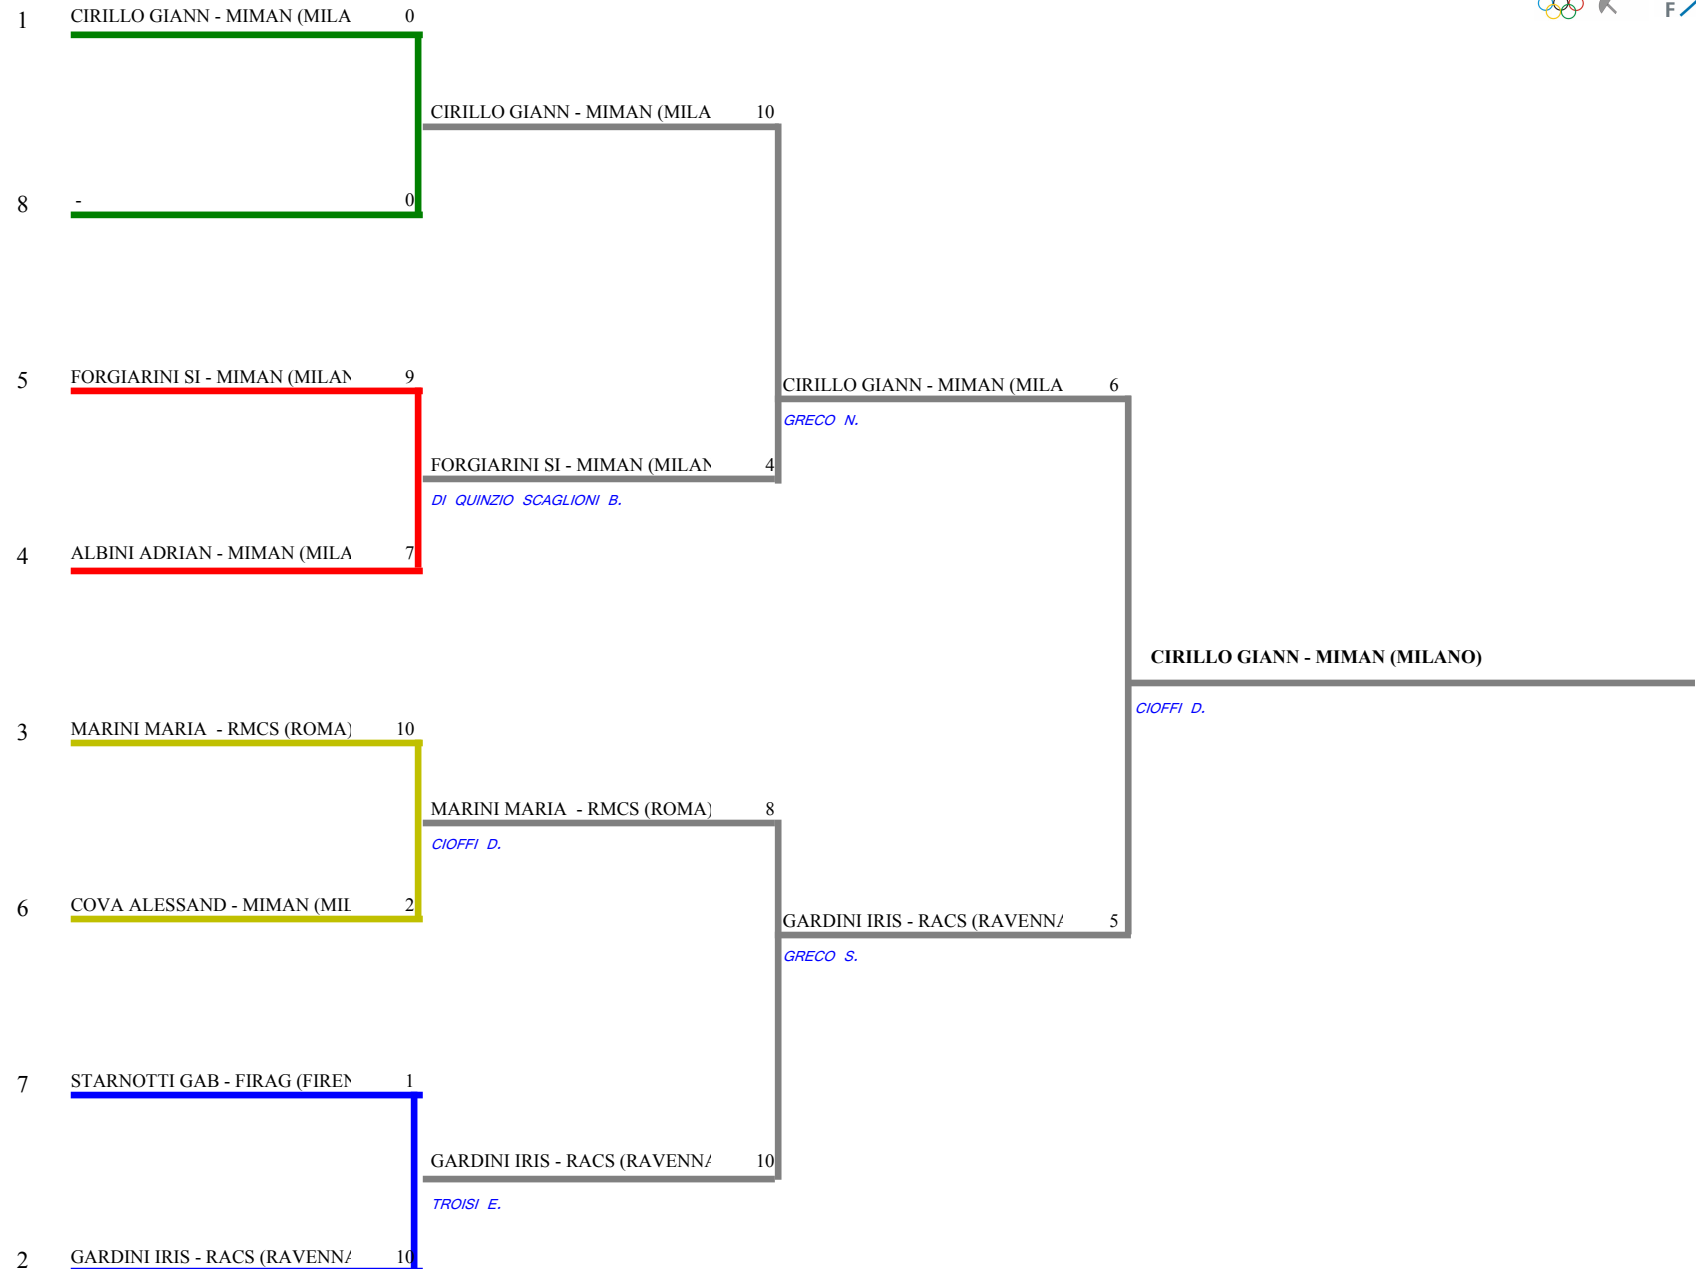 1 CIRILLO GIANN - MIMAN (MILA 0
F
CIRILLO GIANN - MIMAN (MILA 10
8 - 0
5 FORGIARINI SI - MIMAN (MILAN 9
CIRILLO GIANN - MIMAN (MILA 6
GRECO N.
FORGIARINI SI - MIMAN (MILAN 4
DI QUINZIO SCAGLIONI B.
4 ALBINI ADRIAN - MIMAN (MILA 7
CIRILLO GIANN - MIMAN (MILANO)
CIOFFI D.
3 MARINI MARIA - RMCS (ROMA) 10
MARINI MARIA - RMCS (ROMA) 8
CIOFFI D.
6 COVA ALESSAND - MIMAN (MIL 2
GARDINI IRIS - RACS (RAVENNA 5
GRECO S.
7 STARNOTTI GAB - FIRAG (FIREN 1
GARDINI IRIS - RACS (RAVENNA 10
TROISI E.
2 GARDINI IRIS - RACS (RAVENNA 10